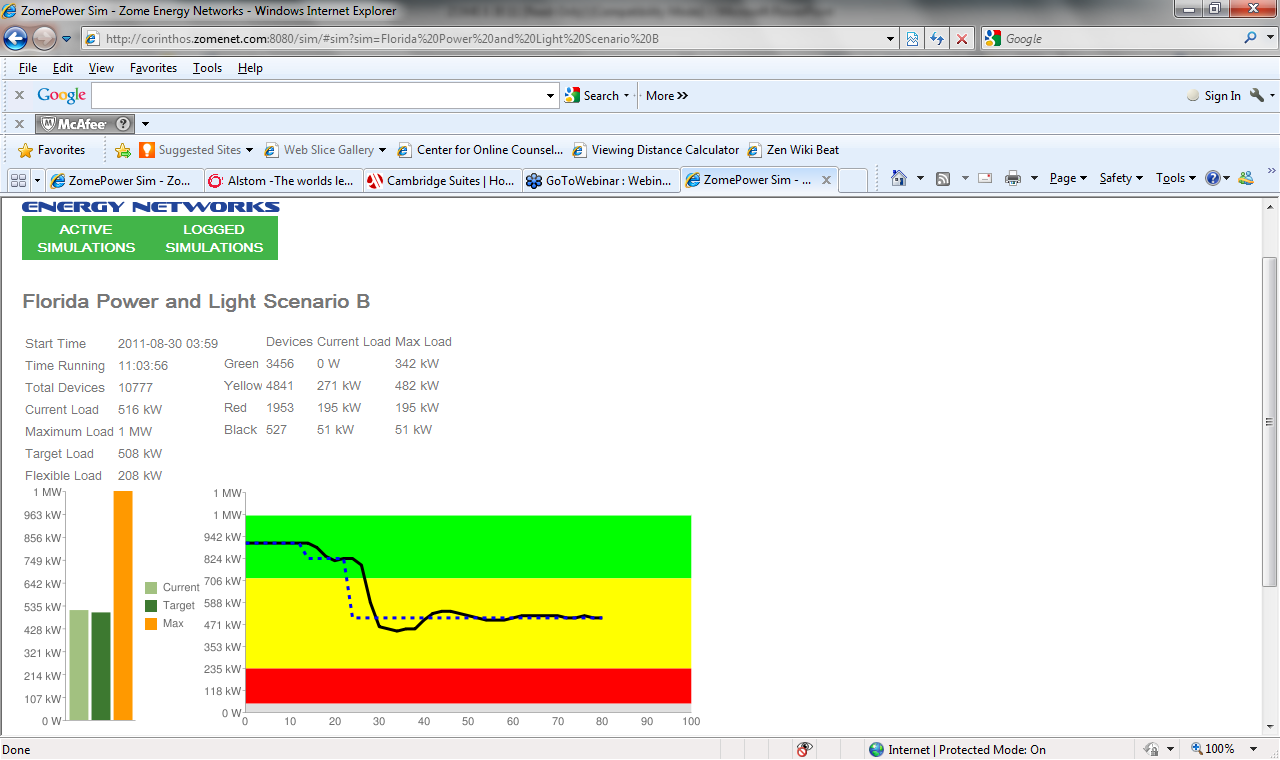 ZomePower Sim - Zome Energy Networks - Windows Internet Explorer
http://corinthos.zomenet.com:8080/sim/#sim?sim=Florida%20Power%20and%20Light%20Scenario%20B
Google
File Edit View Favorites Tools Help
x Google Search More » Sign In
x McAfee ?
Favorites Suggested Sites Web Slice Gallery Center for Online Counsel... Viewing Distance Calculator Zen Wiki Beat
ZomePower Sim - Zo... Alstom -The worlds le... Cambridge Suites | Ho... GoToWebinar : Webin... ZomePower Sim - ... x Page Safety Tools »
ENERGY NETWORKS
ACTIVE SIMULATIONS
LOGGED SIMULATIONS
Florida Power and Light Scenario B
Start Time 2011-08-30 03:59
Time Running 11:03:56
Total Devices 10777
Current Load 516 kW
Maximum Load 1 MW
Target Load 508 kW
Flexible Load 208 kW
Devices Current Load Max Load
Green 3456 0 W 342 kW
Yellow 4841 271 kW 482 kW
Red 1953 195 kW 195 kW
Black 527 51 kW 51 kW
1 MW
963 kW
856 kW
749 kW
642 kW
535 kW
428 kW
321 kW
214 kW
107 kW
0 W
Current
Target
Max
1 MW
1 MW
942 kW
824 kW
706 kW
588 kW
471 kW
353 kW
235 kW
118 kW
0 W
0 10 20 30 40 50 60 70 80 90 100
Done Internet | Protected Mode: On 100%